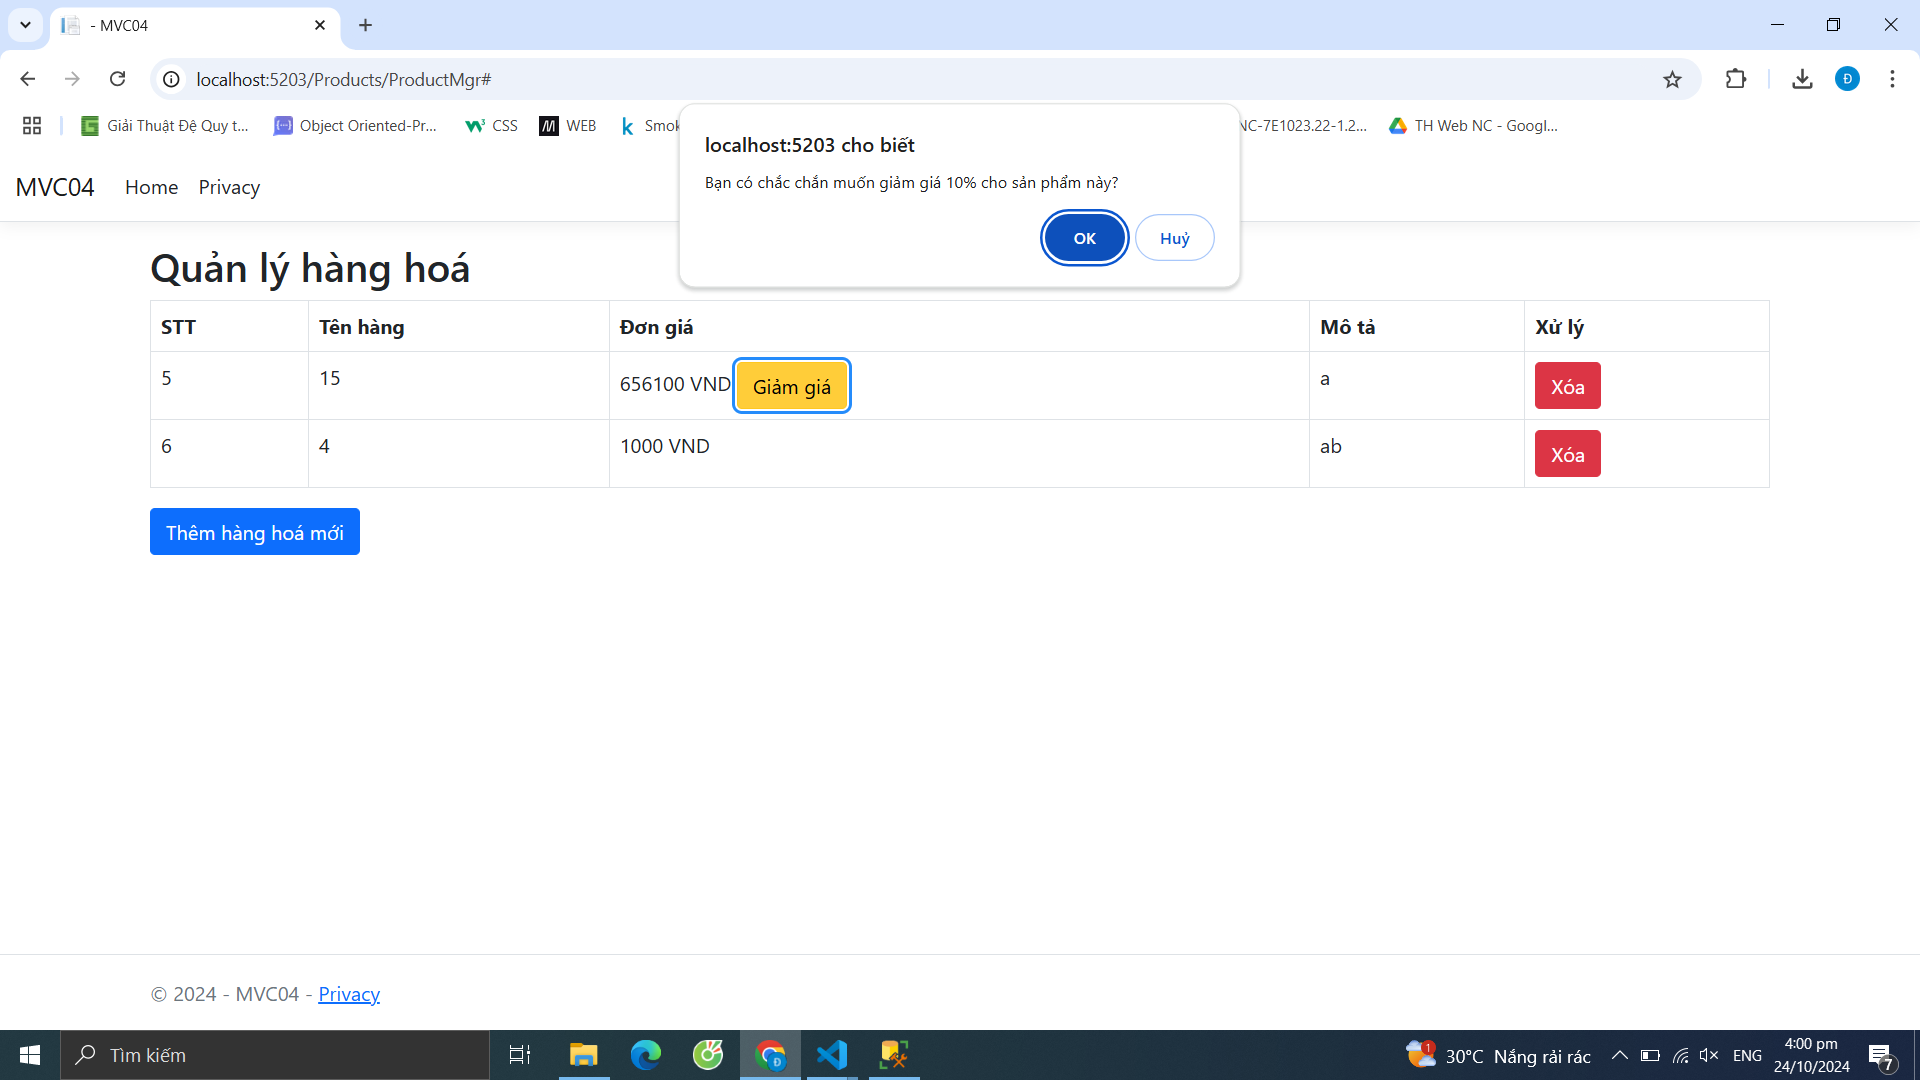 - MVC04
localhost:5203/Products/ProductMgr#
Giải Thuật Đệ Quy t...
Object Oriented-Pr...
CSS
WEB
NC-7E1023.22-1.2...
TH Web NC - Googl...
localhost:5203 cho biết
Bạn có chắc chắn muốn giảm giá 10% cho sản phẩm này?
OK
Huỷ
MVC04 Home Privacy
Quản lý hàng hoá
STT Tên hàng Đơn giá Mô tả Xử lý
5 15 656100 VND Giảm giá a Xóa
6 4 1000 VND ab Xóa
Thêm hàng hoá mới
© 2024 - MVC04 - Privacy
Tìm kiếm
1
30°C Nắng rải rác
ENG
4:00 pm
24/10/2024
7